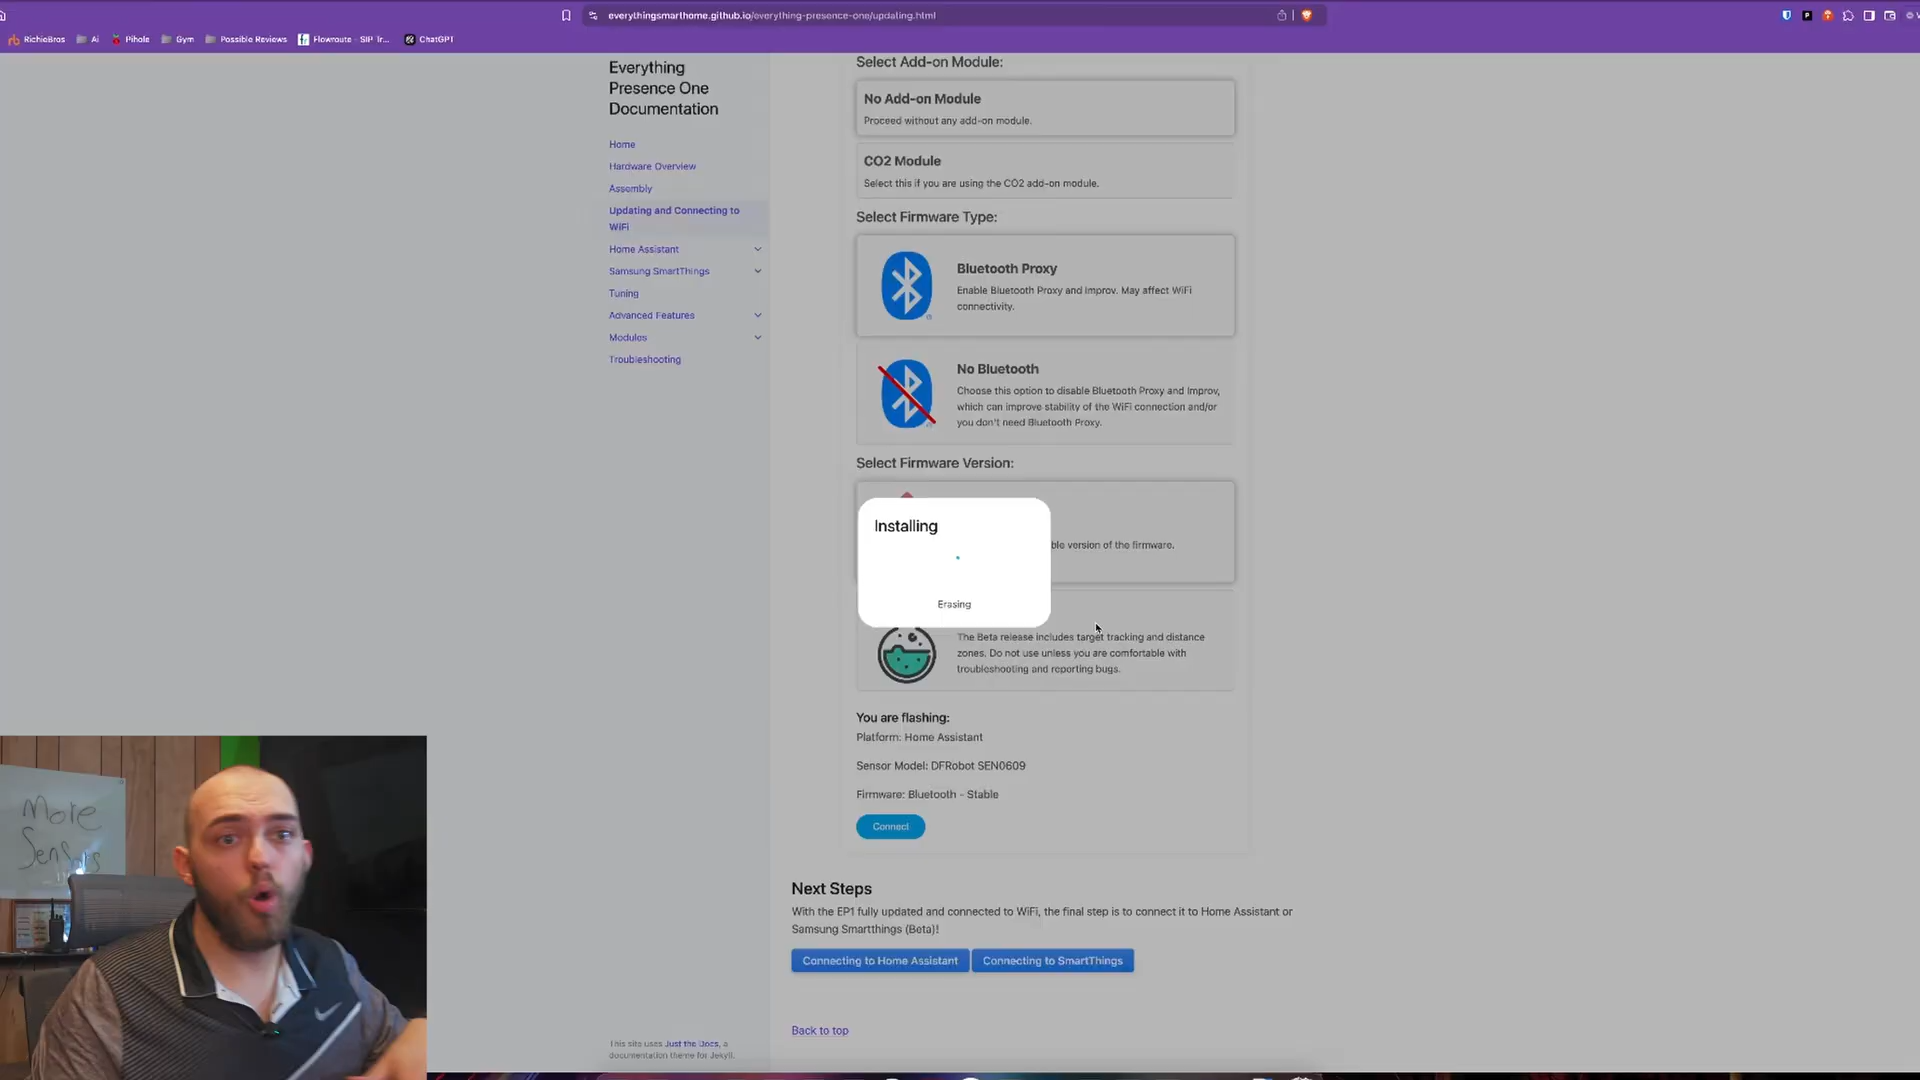 everythingsmarthome.github.io/everything-presence-one/updating.html
RichieBros
Ai
Pihole
Gym
Possible Reviews
Flowroute - SIP Tr...
ChatGPT
Everything
Presence One
Documentation
Home
Hardware Overview
Assembly
Updating and Connecting to
WiFi
Home Assistant
Samsung SmartThings
Tuning
Advanced Features
Modules
Troubleshooting
Select Add-on Module:
No Add-on Module
Proceed without any add-on module.
CO2 Module
Select this if you are using the CO2 add-on module.
Select Firmware Type:
Bluetooth Proxy
Enable Bluetooth Proxy and Improv. May affect WiFi
connectivity.
No Bluetooth
Choose this option to disable Bluetooth Proxy and Improv,
which can improve stability of the WiFi connection and/or
you don't need Bluetooth Proxy.
Select Firmware Version:
Installing
ble version of the firmware.
Erasing
The Beta release includes target tracking and distance
zones. Do not use unless you are comfortable with
troubleshooting and reporting bugs.
You are flashing:
Platform: Home Assistant
Sensor Model: DFRobot SEN0609
Firmware: Bluetooth - Stable
Connect
Next Steps
With the EP1 fully updated and connected to WiFi, the final step is to connect it to Home Assistant or
Samsung Smartthings (Beta)!
Connecting to Home Assistant
Connecting to SmartThings
Back to top
This site uses Just the Docs, a
documentation theme for Jekyll.
More
Sensors